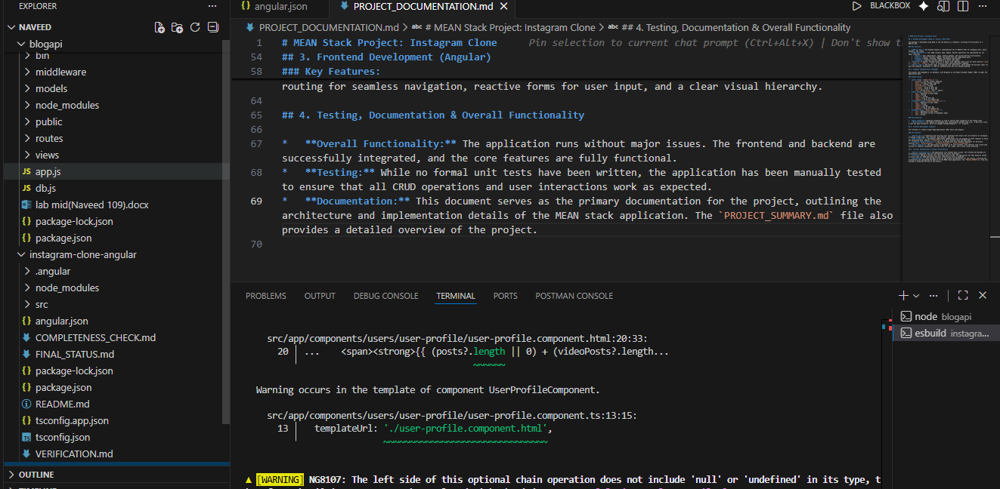 EXPLORER
NAVEED
blogapi
bin
middleware
models
node_modules
public
routes
views
JS app.js
JS db.js
lab mid(Naveed 109).docx
{} package-lock.json
{} package.json
instagram-clone-angular
.angular
node_modules
src
{} angular.json
COMPLETENESS_CHECK.md
FINAL_STATUS.md
{} package-lock.json
{} package.json
README.md
{} tsconfig.app.json
TS tsconfig.json
VERIFICATION.md
OUTLINE
{} angular.json
PROJECT_DOCUMENTATION.md
BLACKBOX
PROJECT_DOCUMENTATION.md > abc # MEAN Stack Project: Instagram Clone > abc ## 4. Testing, Documentation & Overall Functionality
1 # MEAN Stack Project: Instagram Clone Pin selection to current chat prompt (Ctrl+Alt+X) | Don't show t
54 ## 3. Frontend Development (Angular)
58 ### Key Features:
routing for seamless navigation, reactive forms for user input, and a clear visual hierarchy.
64
65 ## 4. Testing, Documentation & Overall Functionality
66
67 * **Overall Functionality:** The application runs without major issues. The frontend and backend are
successfully integrated, and the core features are fully functional.
68 * **Testing:** While no formal unit tests have been written, the application has been manually tested
to ensure that all CRUD operations and user interactions work as expected.
69 * **Documentation:** This document serves as the primary documentation for the project, outlining the
architecture and implementation details of the MEAN stack application. The `PROJECT_SUMMARY.md` file also
provides a detailed overview of the project.
70
PROBLEMS OUTPUT DEBUG CONSOLE TERMINAL PORTS POSTMAN CONSOLE
node blogapi
esbuild instagra...
src/app/components/users/user-profile/user-profile.component.html:20:33:
20 │ ... <span><strong>{{ (posts?.length || 0) + (videoPosts?.length...
Warning occurs in the template of component UserProfileComponent.
src/app/components/users/user-profile/user-profile.component.ts:13:15:
13 │ templateUrl: './user-profile.component.html',
▲ [WARNING] NG8107: The left side of this optional chain operation does not include 'null' or 'undefined' in its type, t